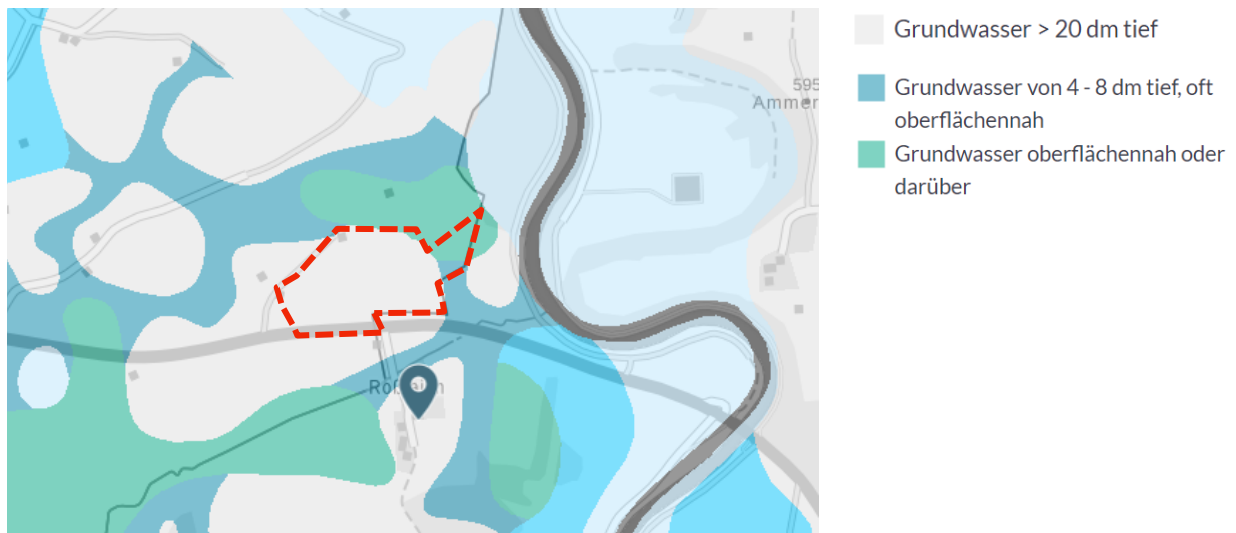 595
Ammer
Grundwasser > 20 dm tief
Grundwasser von 4 - 8 dm tief, oft
oberflächennah
Grundwasser oberflächennah oder
darüber